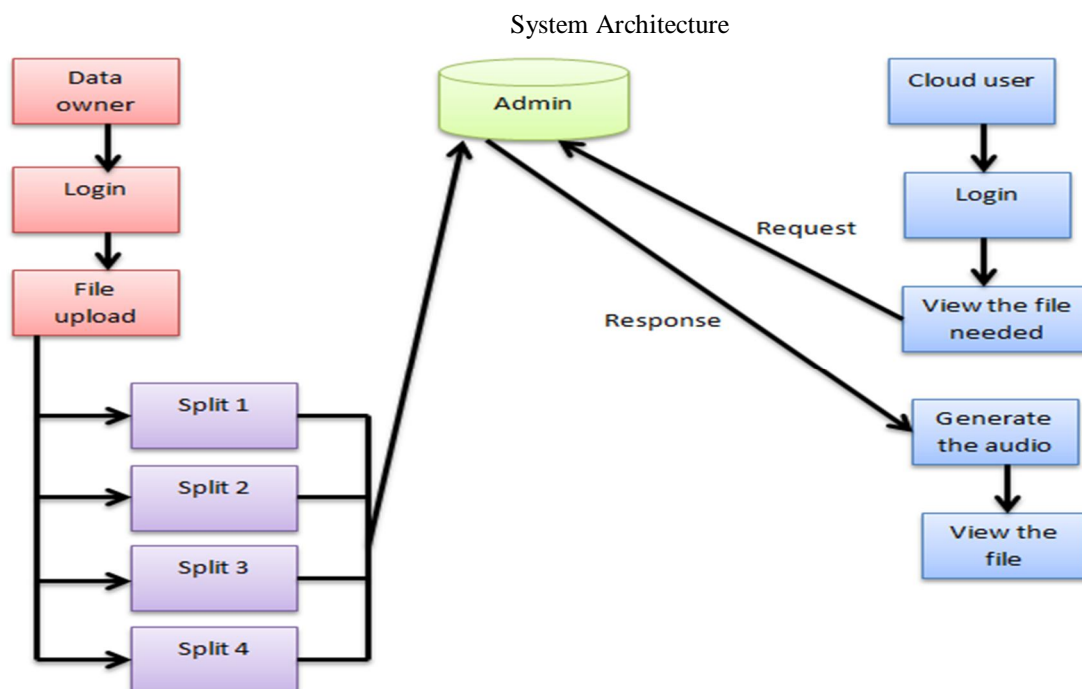 System Architecture
Data
owner
Login
File
upload
Split 1
Split 2
Split 3
Split 4
Admin
Request
Response
Cloud user
Login
View the file
needed
Generate
the audio
View the
file